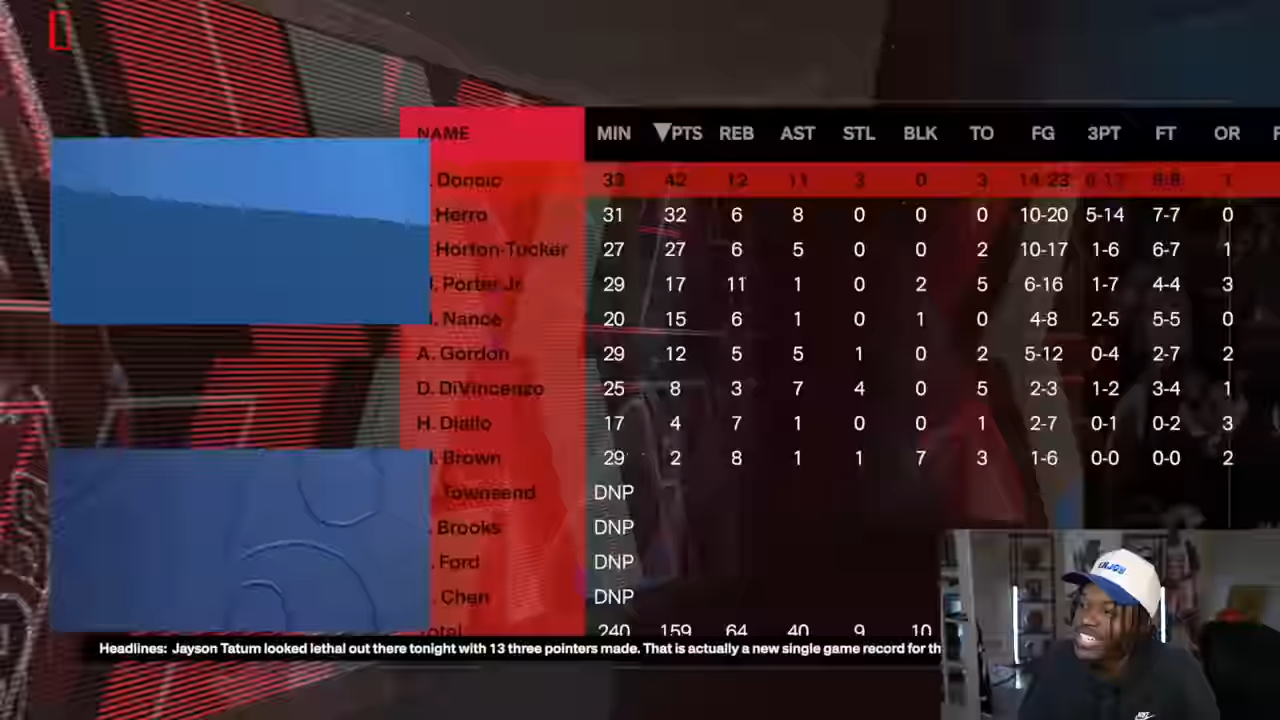 NAME MIN ▼PTS REB AST STL BLK TO FG 3PT FT OR
. Doncic 33 42 12 11 3 0 3 14-23 6-8:8 1
Herro 31 32 6 8 0 0 0 10-20 5-14 7-7 0
Horton-Tucker 27 27 6 5 0 0 2 10-17 1-6 6-7 1
. Porter Jr. 29 17 11 1 0 2 5 6-16 1-7 4-4 3
. Nance 20 15 6 1 0 1 0 4-8 2-5 5-5 0
A. Gordon 29 12 5 5 1 0 2 5-12 0-4 2-7 2
D. DiVincenzo 25 8 3 7 4 0 5 2-3 1-2 3-4 1
H. Diallo 17 4 7 1 0 0 1 2-7 0-1 0-2 3
. Brown 29 2 8 1 1 7 3 1-6 0-0 0-0 2
Townsend DNP
. Brooks DNP
. Ford DNP
. Chen DNP
Total 240 159 64 40 9 10
Headlines: Jayson Tatum looked lethal out there tonight with 13 three pointers made. That is actually a new single game record for th
ENJOY